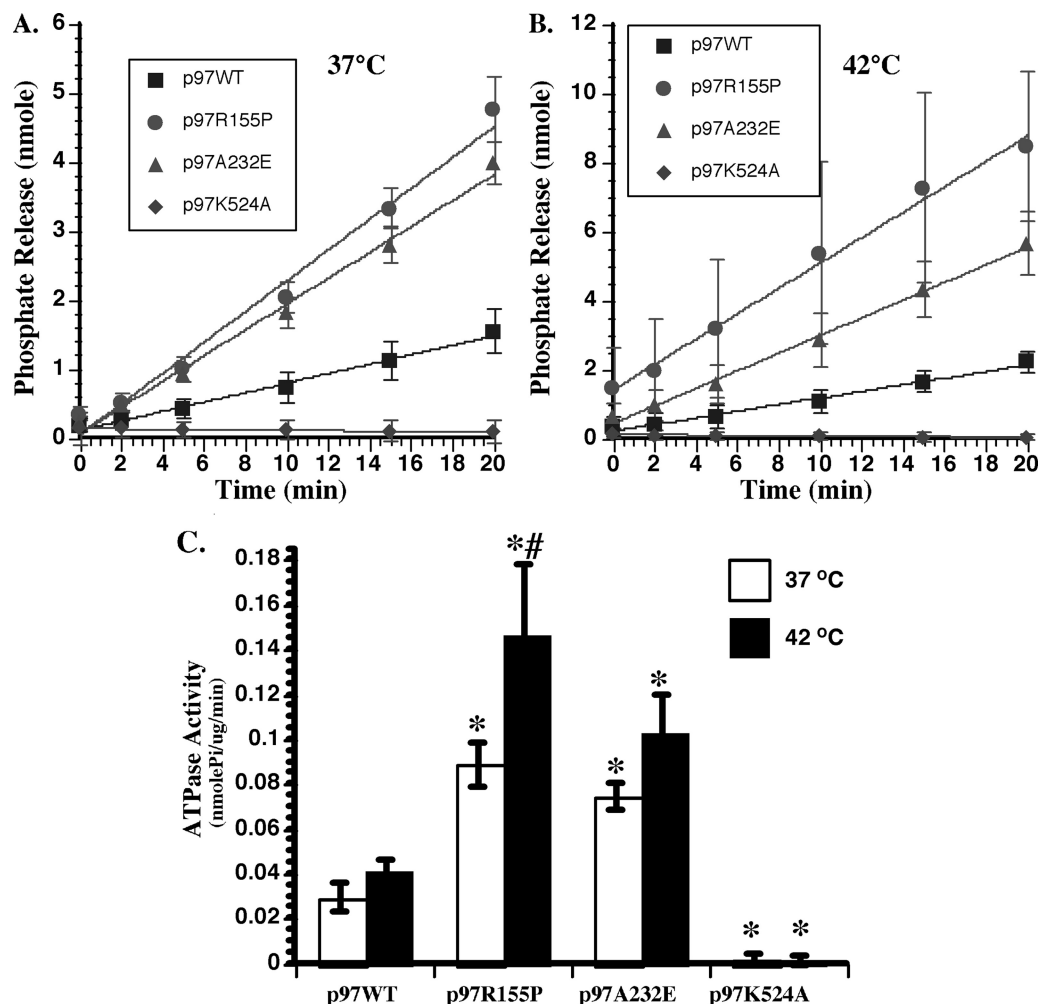 A.
37°C
p97WT
p97R155P
p97A232E
p97K524A
Phosphate Release (nmole)
6
5
4
3
2
1
0
0 2 4 6 8 10 12 14 16 18 20
Time (min)
B.
42°C
p97WT
p97R155P
p97A232E
p97K524A
Phosphate Release (nmole)
12
10
8
6
4
2
0
0 2 4 6 8 10 12 14 16 18 20
Time (min)
C.
37 °C
42 °C
ATPase Activity
(nmolePi/ug/min)
0.18
0.16
0.14
0.12
0.1
0.08
0.06
0.04
0.02
0
*
*#
*
*
*
*
p97WT p97R155P p97A232E p97K524A